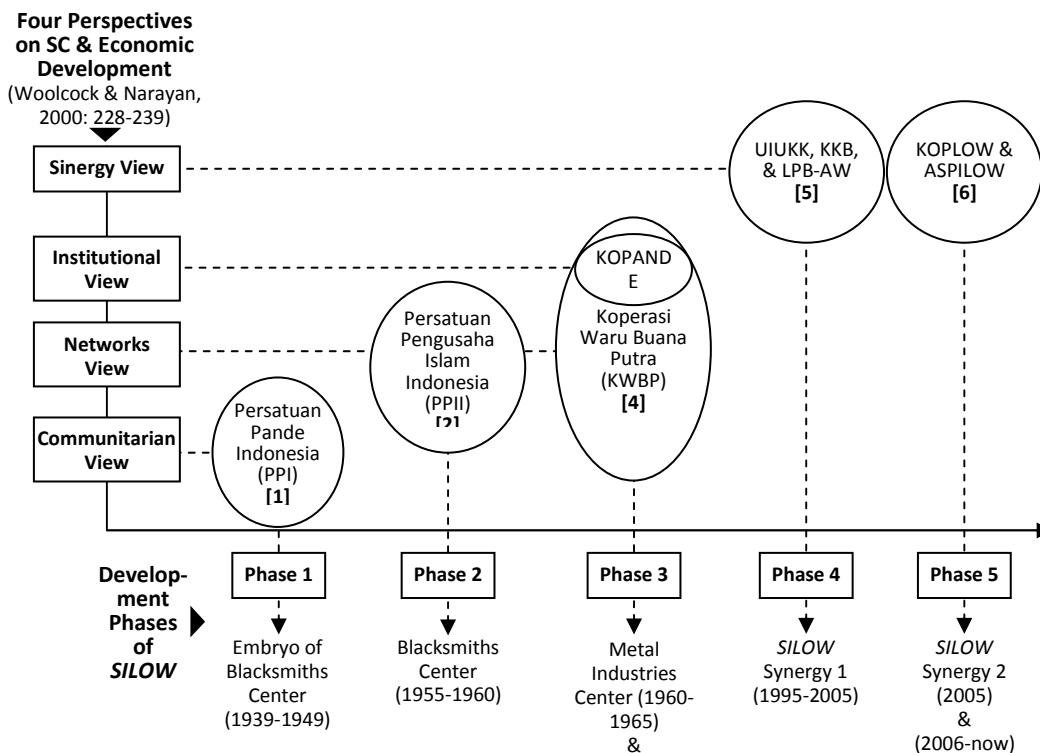 Four Perspectives
on SC & Economic
Development
(Woolcock & Narayan,
2000: 228-239)
Sinergy View
Institutional
View
Networks
View
Communitarian
View
UIUKK, KKB,
& LPB-AW
[5]
KOPLOW &
ASPILOW
[6]
KOPAND
E
Koperasi
Waru Buana
Putra
(KWBP)
[4]
Persatuan
Pengusaha
Islam
Indonesia
(PPII)
[2]
Persatuan
Pande
Indonesia
(PPI)
[1]
Develop-
ment
Phases
of
SILOW
Phase 1
Phase 2
Phase 3
Phase 4
Phase 5
Embryo of
Blacksmiths
Center
(1939-1949)
Blacksmiths
Center
(1955-1960)
Metal
Industries
Center (1960-
1965)
&
SILOW
Synergy 1
(1995-2005)
SILOW
Synergy 2
(2005)
&
(2006-now)